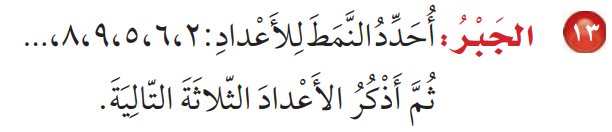 ١٣ الجَبْرُ: أُحَدِّدُ النَّمَطَ لِلأَعْدادِ: ٢، ٦، ٥، ٩، ٨، ...
ثُمَّ أَذْكُرُ الأَعْدادَ الثّلاثَةَ التّالِيَةَ.